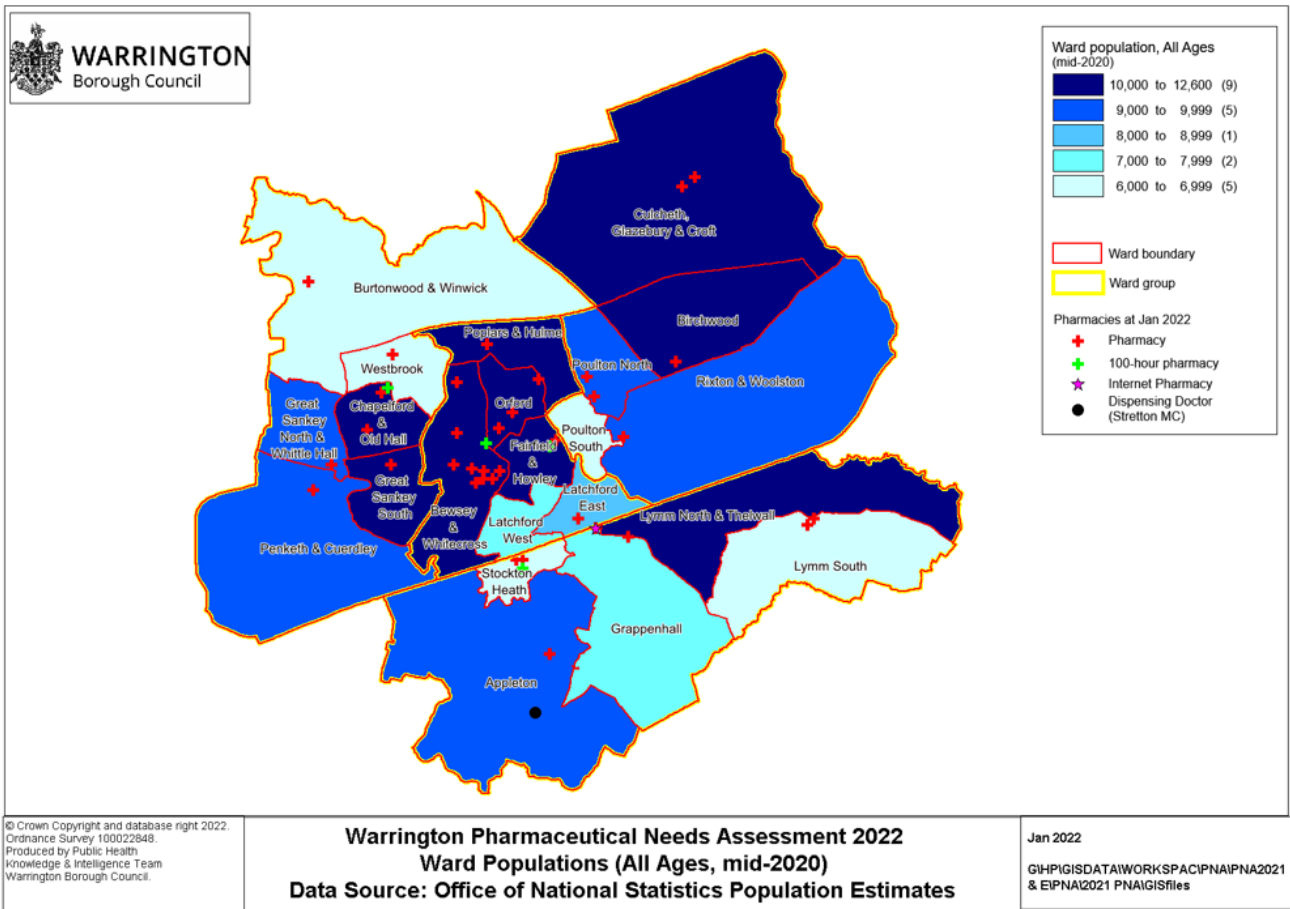 WARRINGTON
Borough Council
Ward population, All Ages
(mid-2020)
10,000 to 12,600 (9)
9,000 to 9,999 (5)
8,000 to 8,999 (1)
7,000 to 7,999 (2)
6,000 to 6,999 (5)
Ward boundary
Ward group
Pharmacies at Jan 2022
Pharmacy
100-hour pharmacy
Internet Pharmacy
Dispensing Doctor
(Stretton MC)
Culcheth,
Glazebury & Croft
Burtonwood & Winwick
Birchwood
Poplars & Hulme
Poulton North
Westbrook
Rixton & Woolston
Great
Sankey
North &
Whittle Hall
Chapelford
&
Old Hall
Orford
Poulton
South
Fairfield
&
Howley
Great
Sankey
South
Latchford
East
Bewsey
&
Whitecross
Latchford
West
Lymm North & Thelwall
Penketh & Cuerdley
Lymm South
Stockton
Heath
Grappenhall
Appleton
© Crown Copyright and database right 2022.
Ordnance Survey 100022848.
Produced by Public Health
Knowledge & Intelligence Team
Warrington Borough Council.
Warrington Pharmaceutical Needs Assessment 2022
Ward Populations (All Ages, mid-2020)
Data Source: Office of National Statistics Population Estimates
Jan 2022
G\HP\GISDATA\WORKSPAC\PNA\PNA2021
& E\PNA\2021 PNA\GISfiles